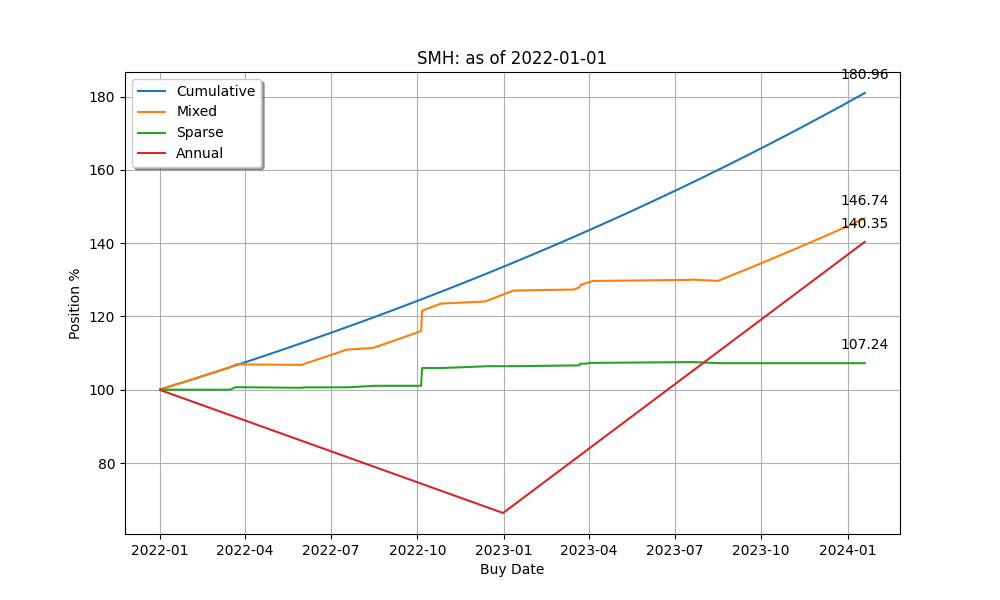 SMH: as of 2022-01-01
Cumulative
Mixed
Sparse
Annual
180.96
146.74
140.35
107.24
180
160
140
120
100
80
Position %
2022-01 2022-04 2022-07 2022-10 2023-01 2023-04 2023-07 2023-10 2024-01
Buy Date